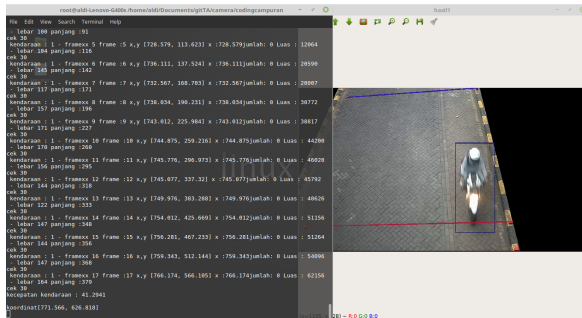 root@aldi-Lenovo-G400s: /home/aldi/Documents/gitTA/camera/codingcampuran
File Edit View Search Terminal Help
- lebar 100 panjang :91
cek 30
kendaraan : 1 - framexx 5 frame :5 x,y [728.579, 113.623] x :728.579jumlah: 0 Luas : 12064
- lebar 104 panjang :116
cek 30
kendaraan : 1 - framexx 6 frame :6 x,y [736.111, 137.524] x :736.111jumlah: 0 Luas : 20590
- lebar 145 panjang :142
cek 30
kendaraan : 1 - framexx 7 frame :7 x,y [732.567, 168.703] x :732.567jumlah: 0 Luas : 20007
- lebar 117 panjang :171
cek 30
kendaraan : 1 - framexx 8 frame :8 x,y [738.034, 190.231] x :738.034jumlah: 0 Luas : 30772
- lebar 157 panjang :196
cek 30
kendaraan : 1 - framexx 9 frame :9 x,y [743.012, 225.984] x :743.012jumlah: 0 Luas : 38817
- lebar 171 panjang :227
cek 30
kendaraan : 1 - framexx 10 frame :10 x,y [744.875, 259.216] x :744.875jumlah: 0 Luas : 44200
- lebar 170 panjang :260
cek 30
kendaraan : 1 - framexx 11 frame :11 x,y [745.776, 296.973] x :745.776jumlah: 0 Luas : 46020
- lebar 156 panjang :295
cek 30
kendaraan : 1 - framexx 12 frame :12 x,y [745.077, 337.32] x :745.077jumlah: 0 Luas : 45792
- lebar 144 panjang :318
cek 30
kendaraan : 1 - framexx 13 frame :13 x,y [749.976, 383.288] x :749.976jumlah: 0 Luas : 40626
- lebar 122 panjang :333
cek 30
kendaraan : 1 - framexx 14 frame :14 x,y [754.012, 425.669] x :754.012jumlah: 0 Luas : 51156
- lebar 147 panjang :348
cek 30
kendaraan : 1 - framexx 15 frame :15 x,y [756.281, 467.233] x :756.281jumlah: 0 Luas : 51264
- lebar 144 panjang :356
cek 30
kendaraan : 1 - framexx 16 frame :16 x,y [759.343, 512.144] x :759.343jumlah: 0 Luas : 54096
- lebar 147 panjang :368
cek 30
kendaraan : 1 - framexx 17 frame :17 x,y [766.174, 566.105] x :766.174jumlah: 0 Luas : 62156
- lebar 164 panjang :379
cek 30
kecepatan kendaraan : 41.2941
koordinat[771.566, 626.818]
hasil1
R:0 G:0 B:0